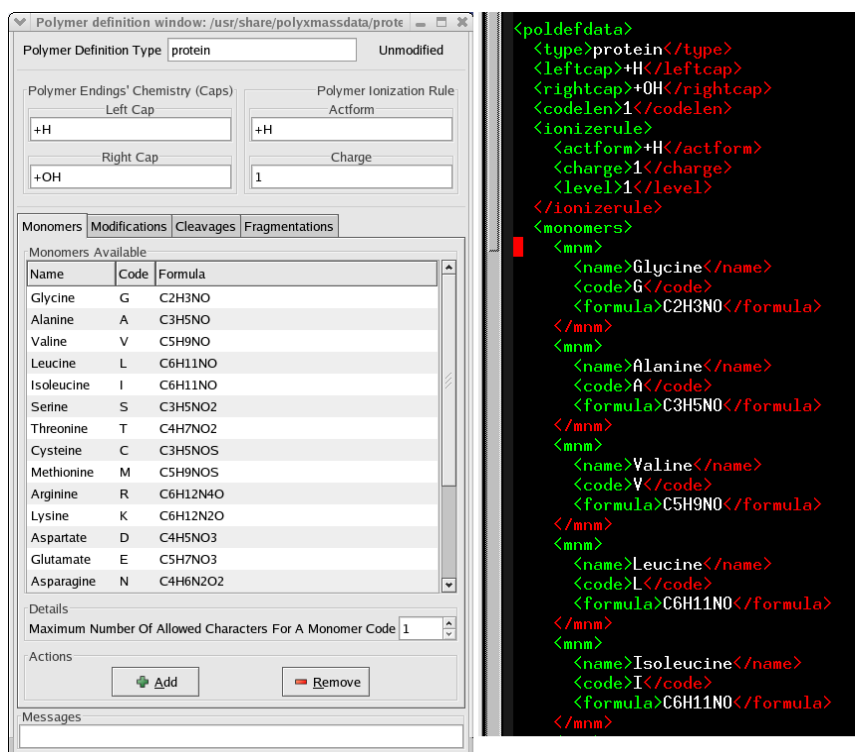 Polymer definition window: /usr/share/polyxmassdata/prote
Polymer Definition Type protein Unmodified
Polymer Endings' Chemistry (Caps) Polymer Ionization Rule
Left Cap Actform
+H +H
Right Cap Charge
+OH 1
Monomers Modifications Cleavages Fragmentations
Monomers Available
Name Code Formula
Glycine G C2H3NO
Alanine A C3H5NO
Valine V C5H9NO
Leucine L C6H11NO
Isoleucine I C6H11NO
Serine S C3H5NO2
Threonine T C4H7NO2
Cysteine C C3H5NOS
Methionine M C5H9NOS
Arginine R C6H12N4O
Lysine K C6H12N2O
Aspartate D C4H5NO3
Glutamate E C5H7NO3
Asparagine N C4H6N2O2
Details
Maximum Number Of Allowed Characters For A Monomer Code 1
Actions
Add Remove
Messages
<poldefdata>
<type>protein</type>
<leftcap>+H</leftcap>
<rightcap>+OH</rightcap>
<codelen>1</codelen>
<ionizerule>
<actform>+H</actform>
<charge>1</charge>
<level>1</level>
</ionizerule>
<monomers>
<mnm>
<name>Glycine</name>
<code>G</code>
<formula>C2H3NO</formula>
</mnm>
<mnm>
<name>Alanine</name>
<code>A</code>
<formula>C3H5NO</formula>
</mnm>
<mnm>
<name>Valine</name>
<code>V</code>
<formula>C5H9NO</formula>
</mnm>
<mnm>
<name>Leucine</name>
<code>L</code>
<formula>C6H11NO</formula>
</mnm>
<mnm>
<name>Isoleucine</name>
<code>I</code>
<formula>C6H11NO</formula>
</mnm>